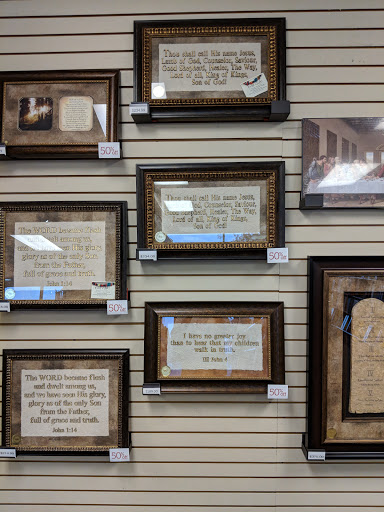 Thou shall call His name Jesus,
Lamb of God, Counselor, Saviour,
Good Shepherd, Healer, The Way,
Lord of all, King of Kings,
Son of God!
50%
Thou shall call His name Jesus,
Lamb of God, Counselor, Saviour,
Good Shepherd, Healer, The Way,
Lord of all, King of Kings,
Son of God!
50%
The WORD became flesh
and dwelt among us,
and we have seen His glory,
glory as of the only Son
from the Father,
full of grace and truth.
John 1:14
50%
I have no greater joy
than to hear that my children
walk in truth.
III John 4
50%
The WORD became flesh
and dwelt among us,
and we have seen His glory,
glory as of the only Son
from the Father,
full of grace and truth.
John 1:14
50%